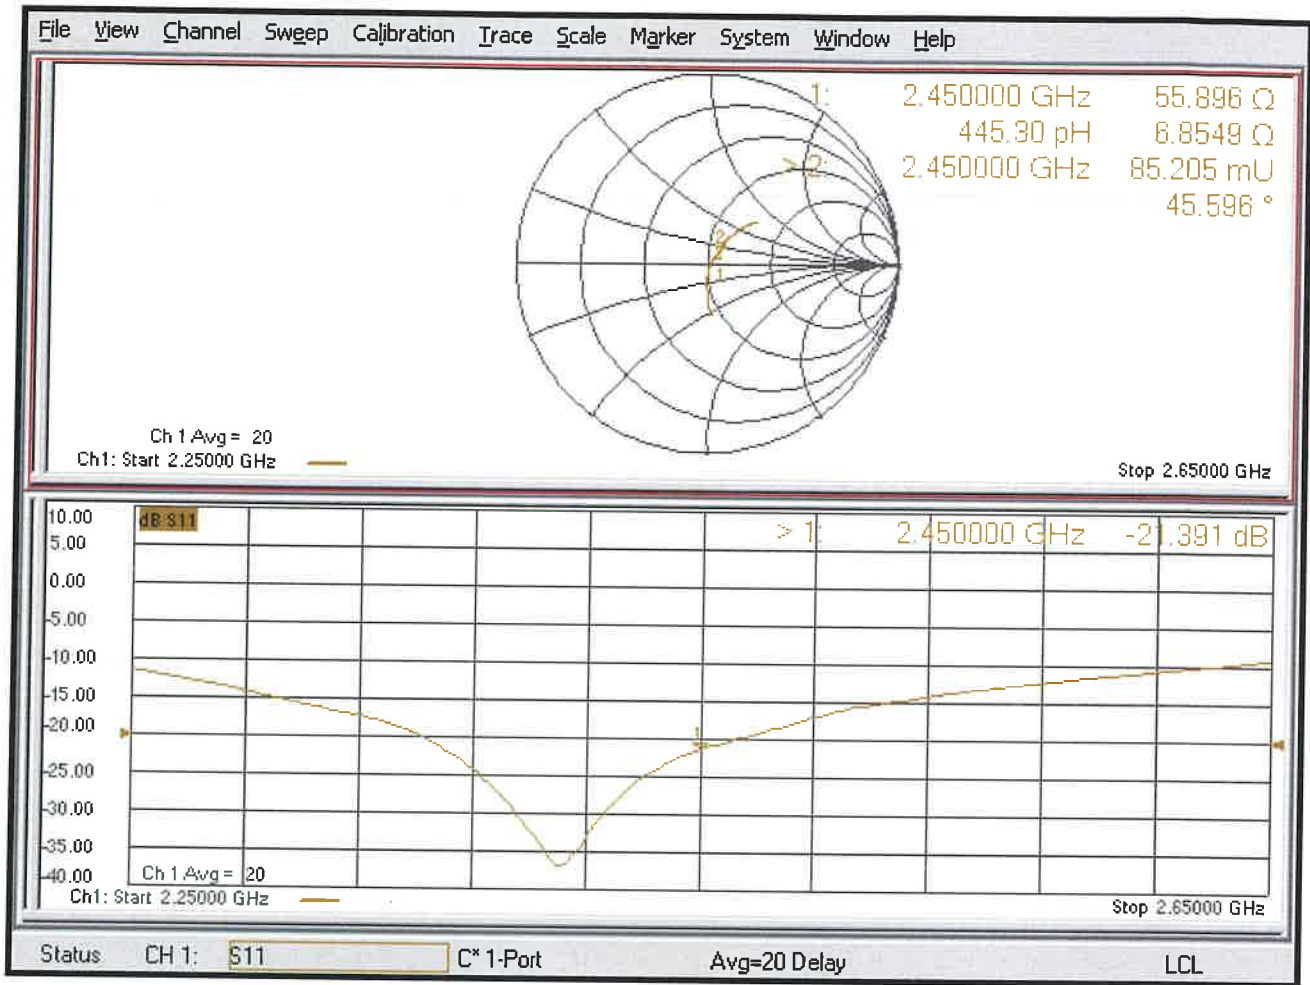 File View Channel Sweep Calibration Trace Scale Marker System Window Help
1: 2.450000 GHz 55.896 Ω
445.30 pH 6.8549 Ω
> 2: 2.450000 GHz 85.205 mU
45.596 °
2
1
Ch 1 Avg = 20
Ch1: Start 2.25000 GHz
Stop 2.65000 GHz
10.00
dB S11
> 1: 2.450000 GHz -21.391 dB
5.00
0.00
-5.00
-10.00
-15.00
-20.00
1
-25.00
-30.00
-35.00
-40.00
Ch 1 Avg = 20
Ch1: Start 2.25000 GHz
Stop 2.65000 GHz
Status CH 1: S11 C* 1-Port Avg=20 Delay LCL